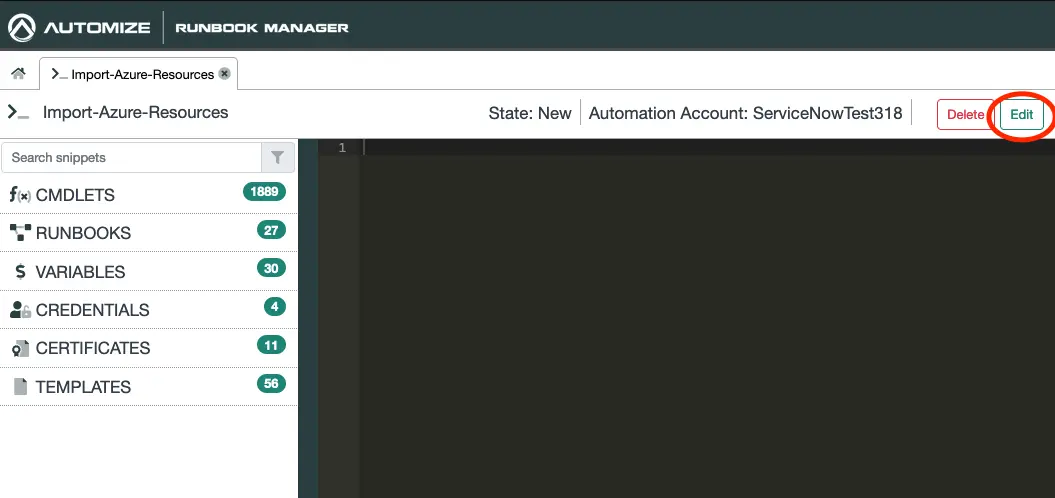 AUTOMIZE RUNBOOK MANAGER
Import-Azure-Resources
Import-Azure-Resources State: New Automation Account: ServiceNowTest318 Delete Edit
Search snippets
1
CMDLETS 1889
RUNBOOKS 27
VARIABLES 30
CREDENTIALS 4
CERTIFICATES 11
TEMPLATES 56